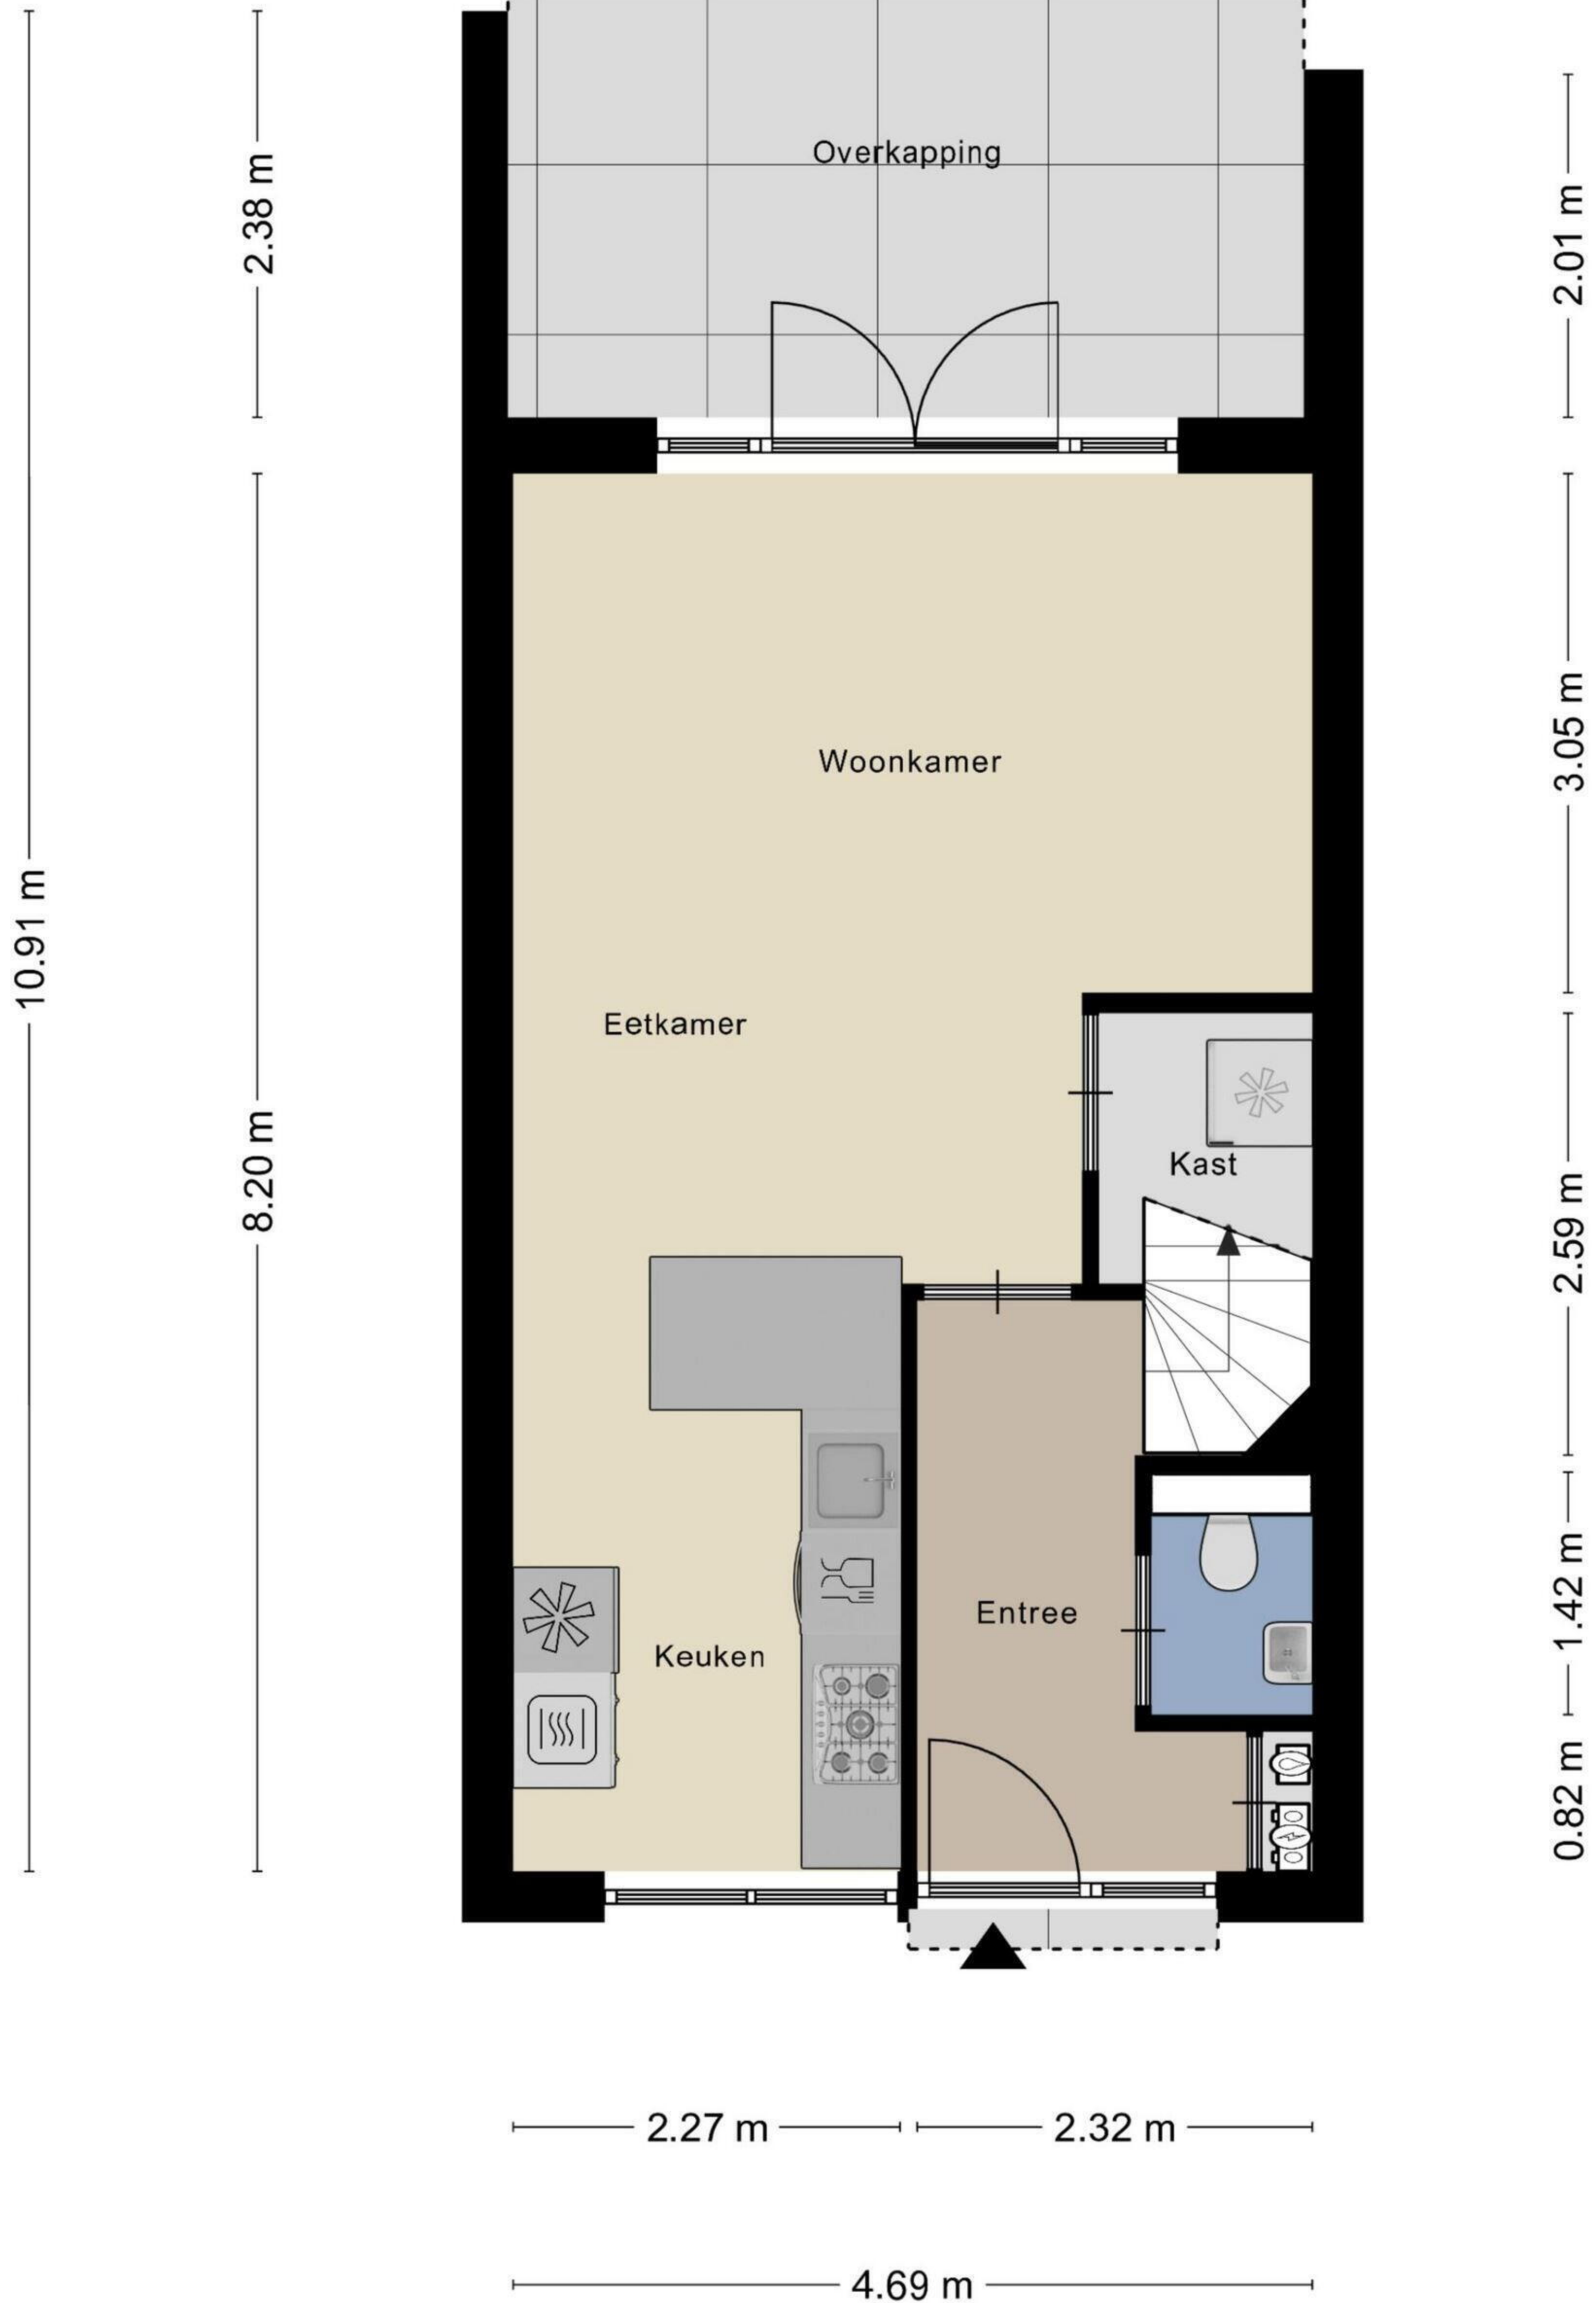 Overkapping
2.38 m
2.01 m
Woonkamer
3.05 m
10.91 m
Eetkamer
8.20 m
Kast
2.59 m
Entree
1.42 m
Keuken
0.82 m
2.27 m
2.32 m
4.69 m